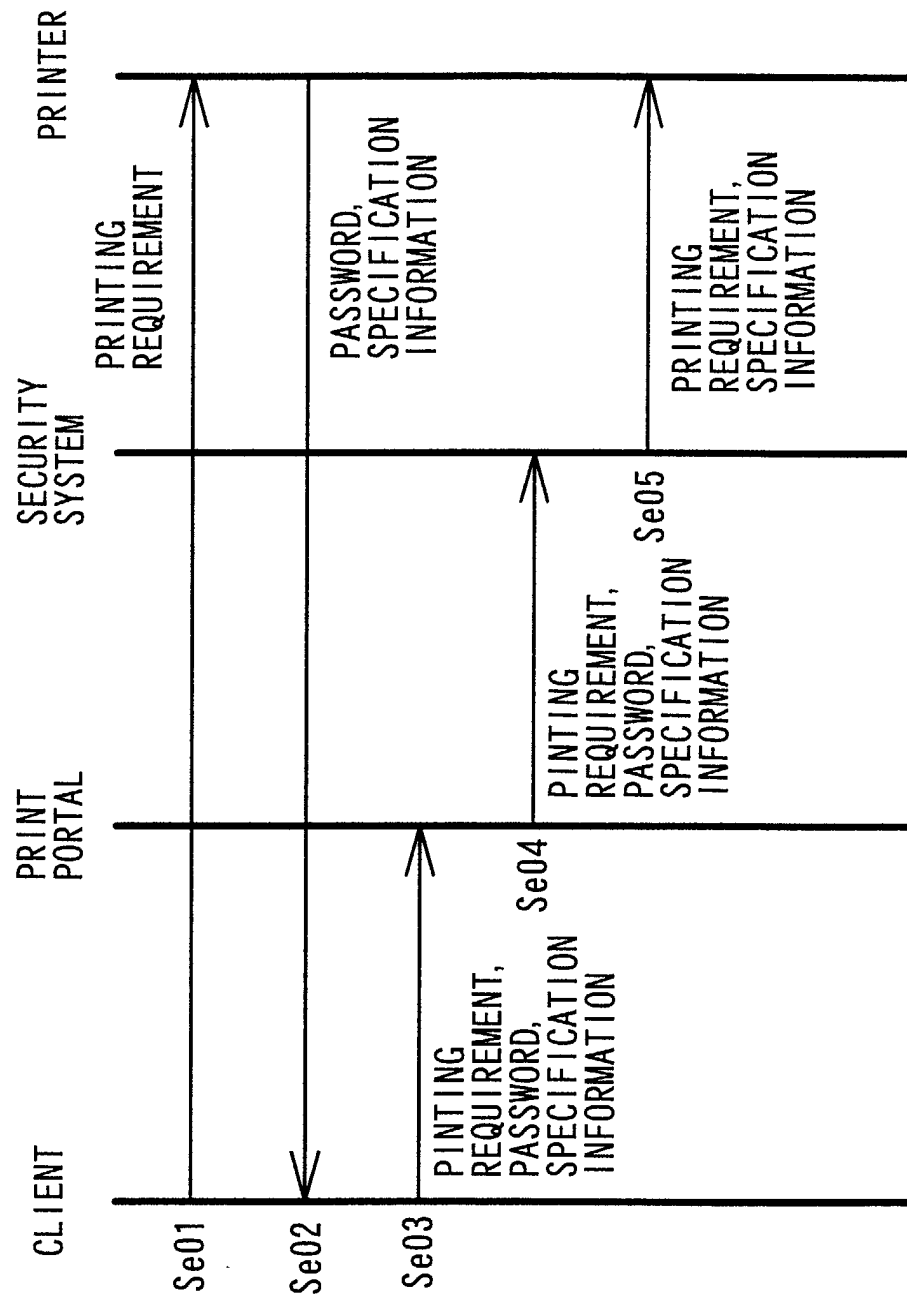 CLIENT
PRINT
PORTAL
SECURITY
SYSTEM
PRINTER
Se01
PRINTING
REQUIREMENT
Se02
PASSWORD,
SPECIFICATION
INFORMATION
Se03
PINTING
REQUIREMENT,
PASSWORD,
SPECIFICATION
INFORMATION
Se04
PINTING
REQUIREMENT,
PASSWORD,
SPECIFICATION
INFORMATION
Se05
PRINTING
REQUIREMENT,
SPECIFICATION
INFORMATION